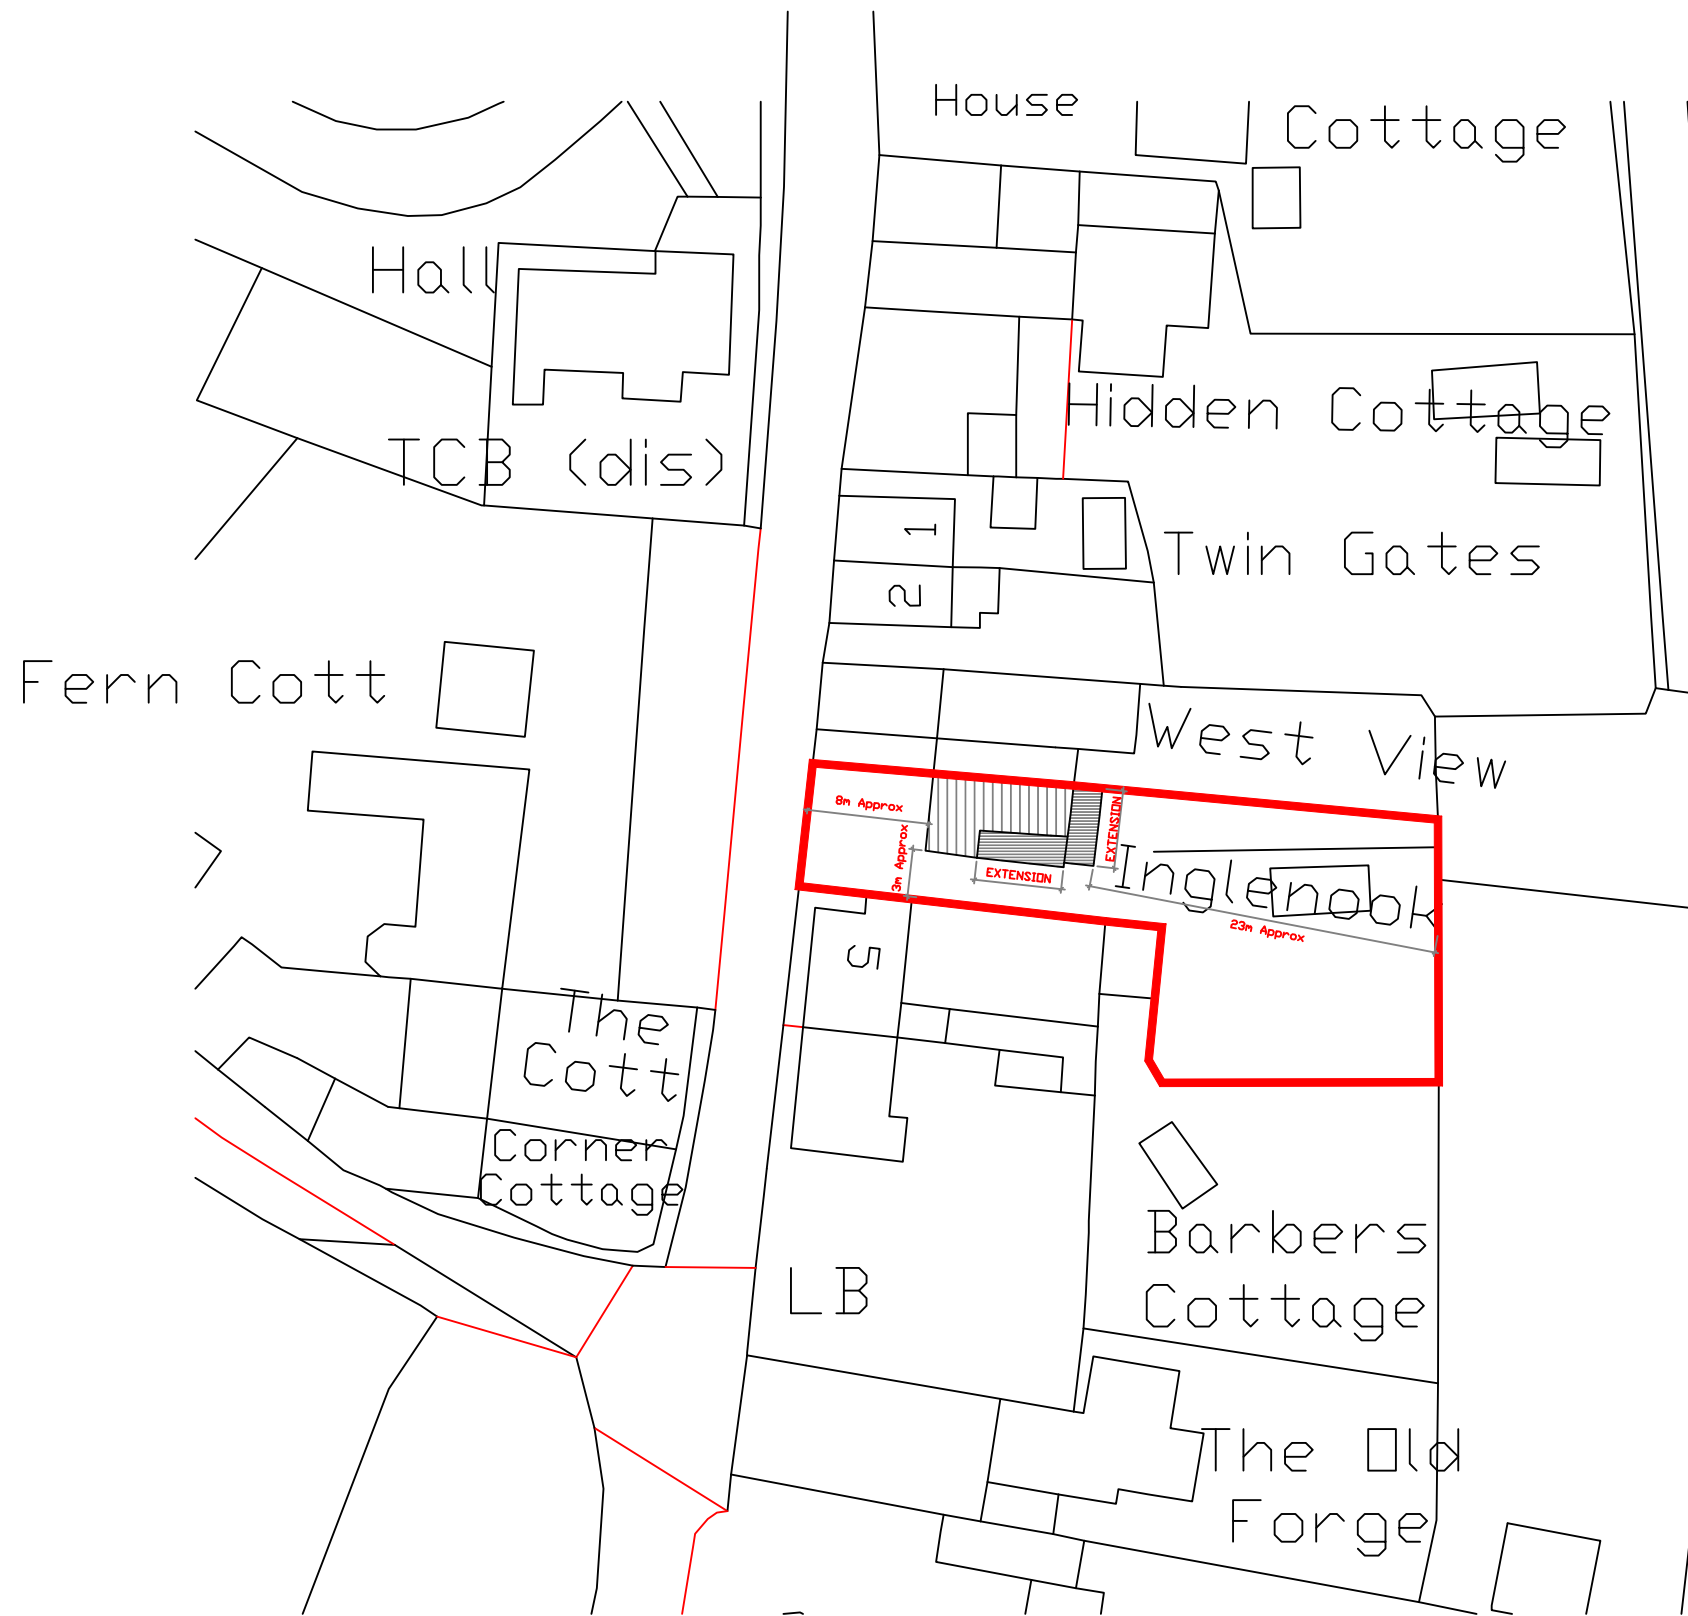 House
Cottage
Hall
Hidden Cottage
TCB (dis)
1
Twin Gates
2
Fern Cott
West View
8m Approx
EXTENSION
3m Approx
EXTENSION
Inglenook
23m Approx
5
The
Cott
Corner
Cottage
Barbers
Cottage
LB
The Old
Forge